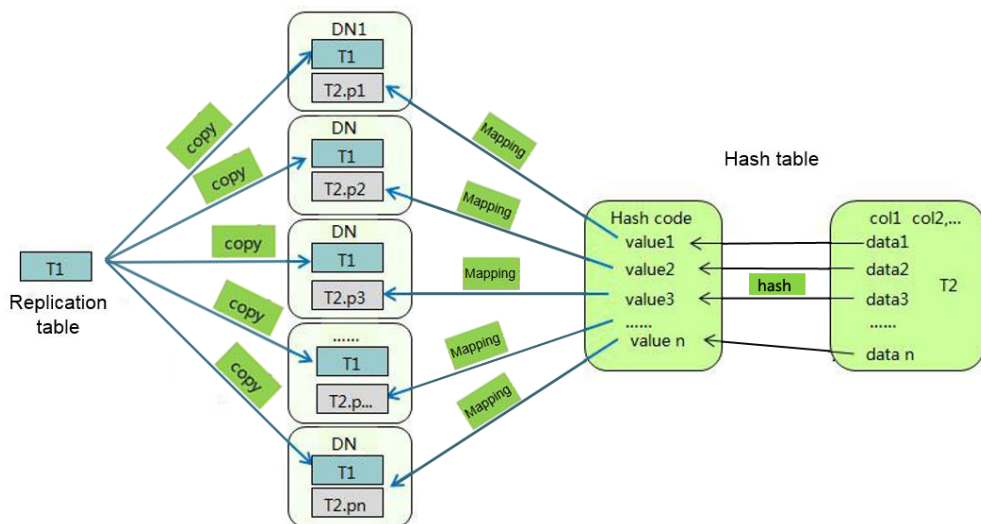 T1
Replication
table
copy
copy
copy
copy
copy
DN1
T1
T2.p1
DN
T1
T2.p2
DN
T1
T2.p3
......
T1
T2.p...
DN
T1
T2.pn
Mapping
Mapping
Mapping
Mapping
Mapping
Hash table
Hash code
value1
value2
value3
......
value n
hash
col1 col2,...
data1
data2
data3
T2
......
data n